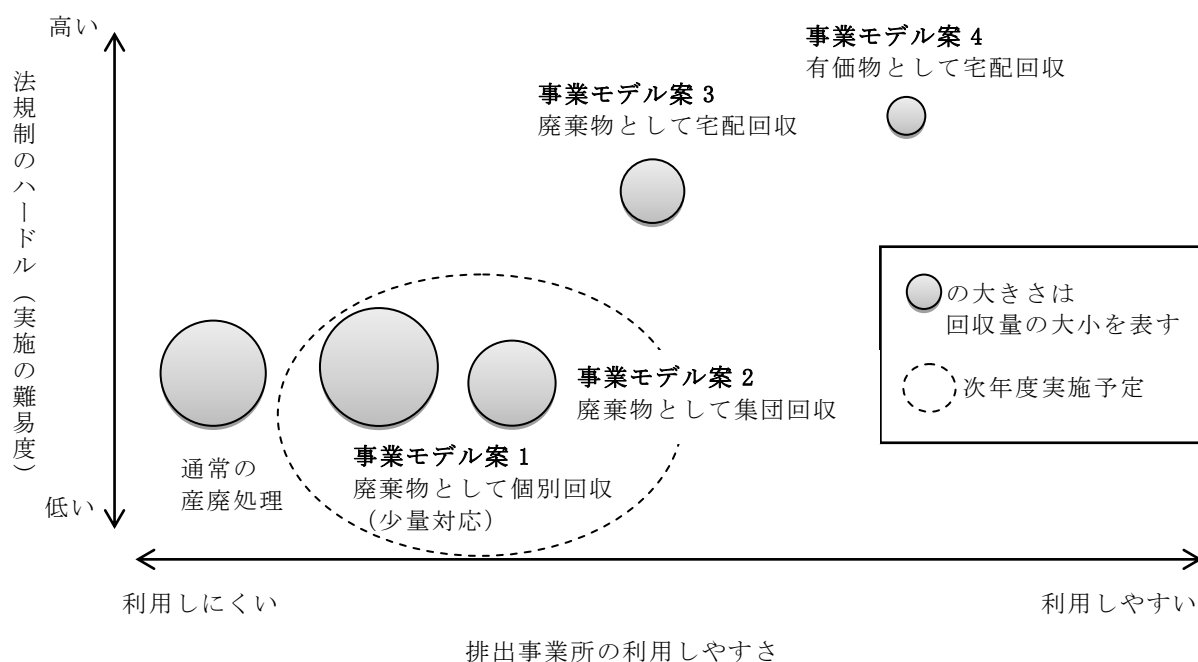 高い
法規制のハードル（実施の難易度）
低い
事業モデル案 4
有価物として宅配回収
事業モデル案 3
廃棄物として宅配回収
の大きさは
回収量の大小を表す
次年度実施予定
事業モデル案 2
廃棄物として集団回収
事業モデル案 1
廃棄物として個別回収
（少量対応）
通常の
産廃処理
利用しにくい
利用しやすい
排出事業所の利用しやすさ